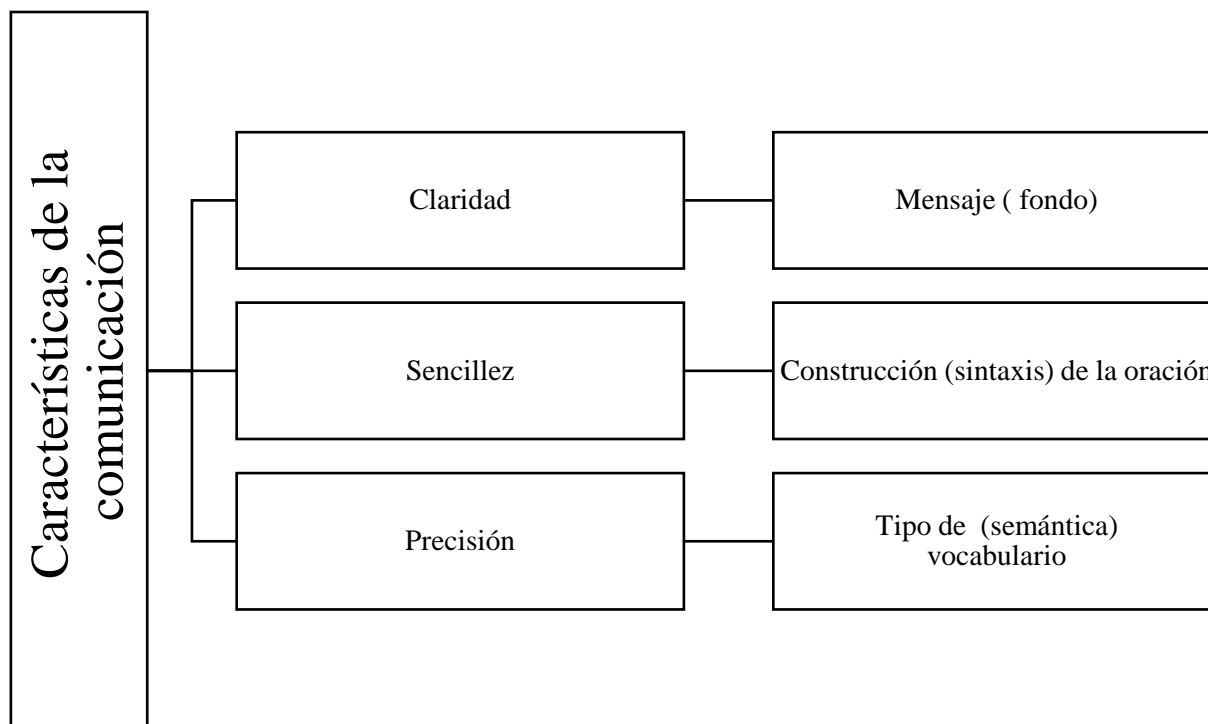 Características de la
comunicación
Claridad
Mensaje ( fondo)
Sencillez
Construcción (sintaxis) de la oración
Precisión
Tipo de  (semántica)
vocabulario